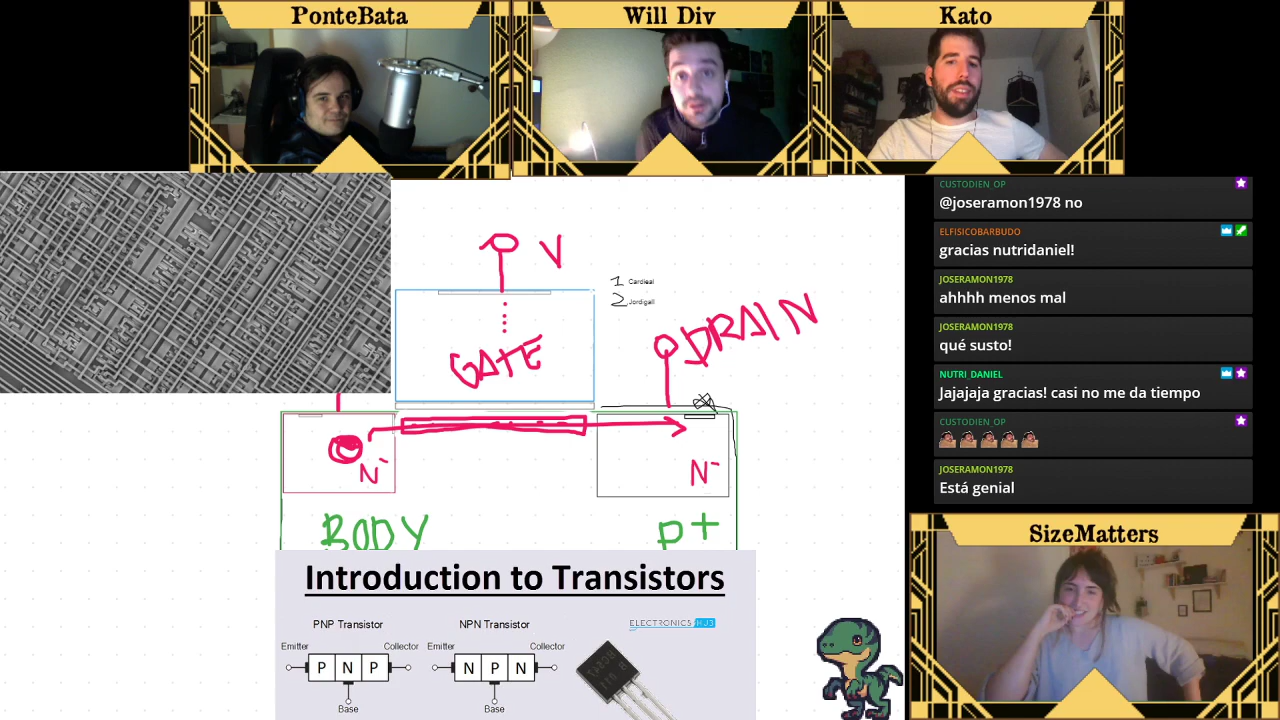 PonteBata
Will Div
Kato
CUSTODIEN_OP
@joseramon1978 no
ELFISICOBARBUDO
gracias nutridaniel!
JOSERAMON1978
ahhhh menos mal
JOSERAMON1978
qué susto!
NUTRI_DANIEL
Jajajaja gracias! casi no me da tiempo
CUSTODIEN_OP
JOSERAMON1978
Está genial
V
1 Cardieal
2 Jordigall
GATE
DRAIN
N-
N-
BODY
P+
Introduction to Transistors
ELECTRONICS HUB
PNP Transistor
NPN Transistor
Emitter
Collector
Emitter
Collector
P N P
N P N
Base
Base
SizeMatters